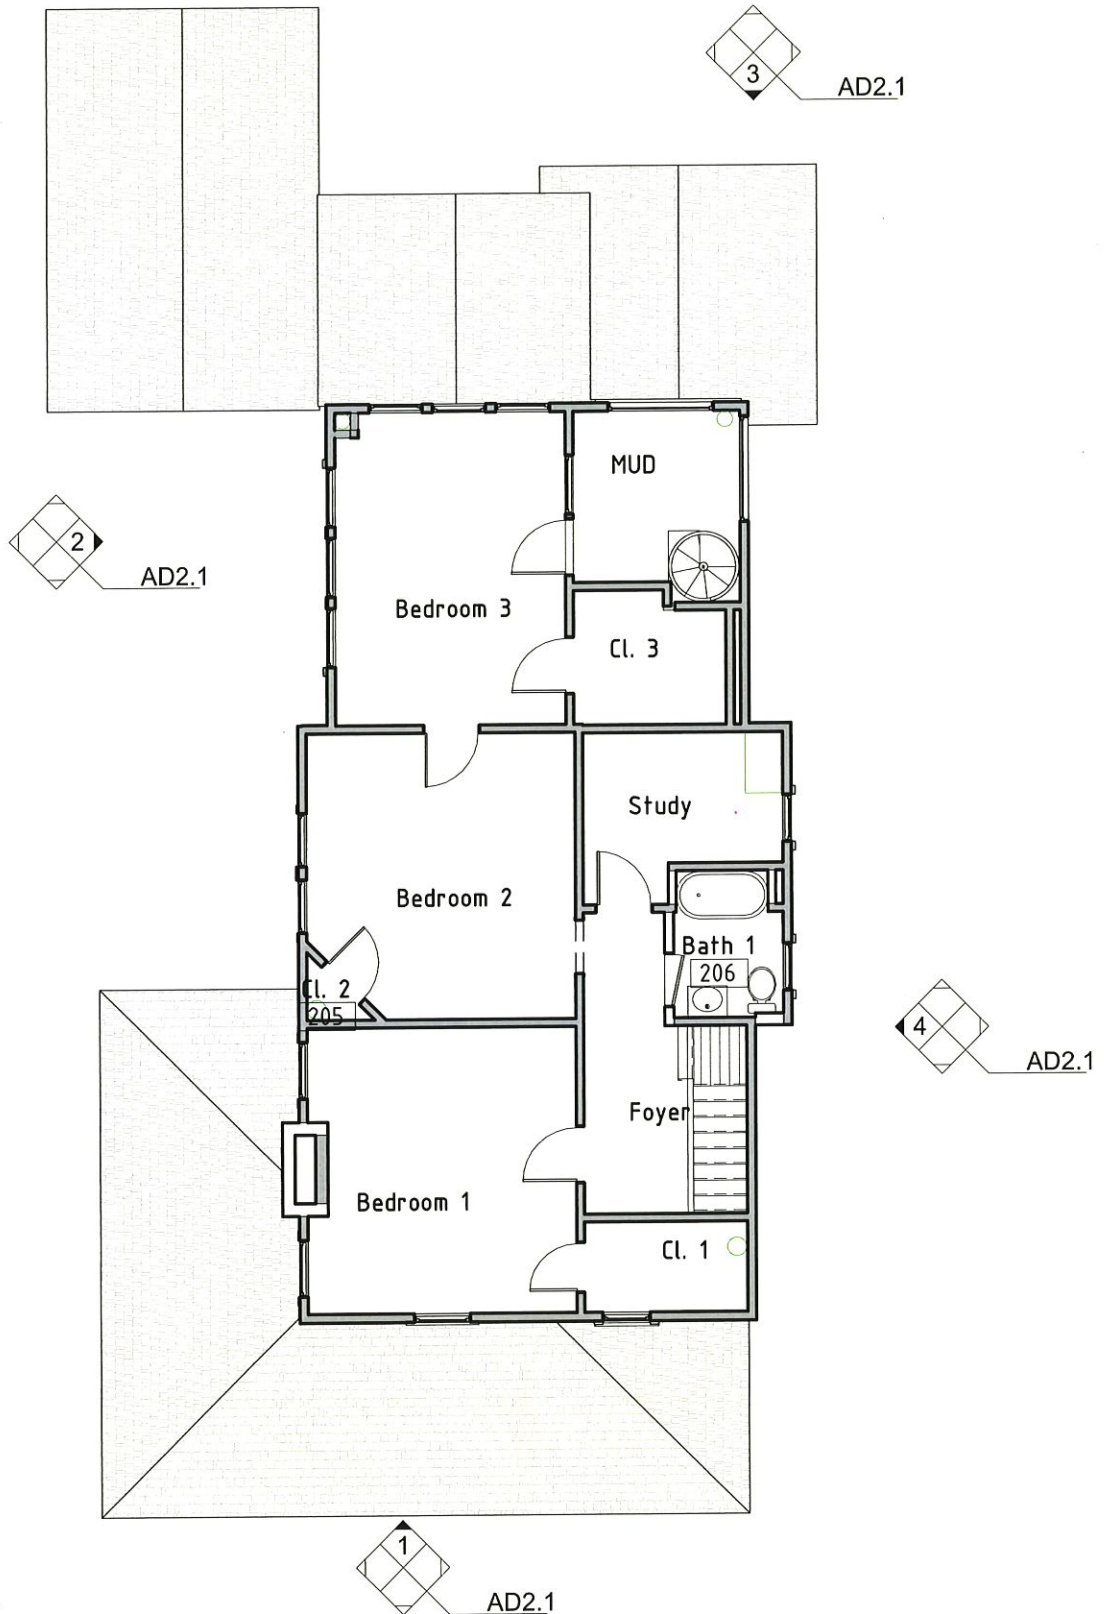 3
AD2.1
MUD
2
AD2.1
Bedroom 3
Cl. 3
Study
Bedroom 2
Bath 1
206
Cl. 2
205
4
AD2.1
Foyer
Bedroom 1
Cl. 1
1
AD2.1